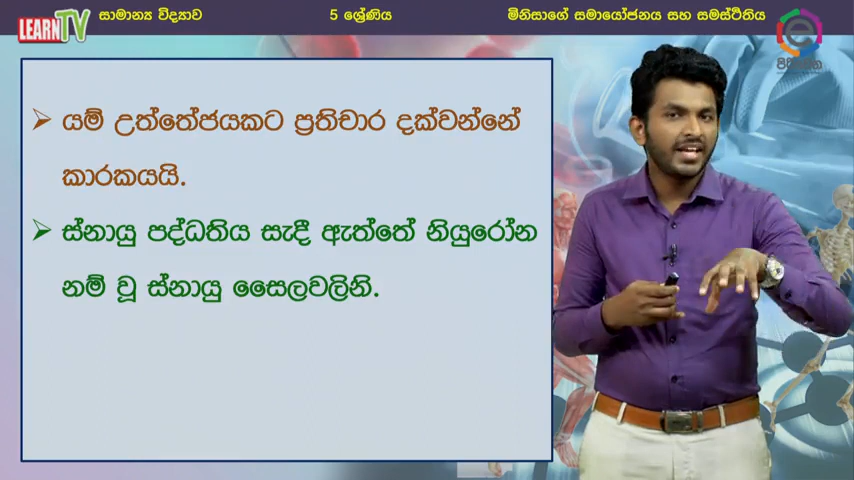 LEARN TV
සාමාන්‍ය විද්‍යාව
5 ශ්‍රේණිය
මිනිසාගේ සමායෝජනය සහ සමස්ථිතිය
යම් උත්තේජයකට ප්‍රතිචාර දක්වන්නේ
කාරකයයි.
ස්නායු පද්ධතිය සැදී ඇත්තේ නියුරෝන
නම් වූ ස්නායු සෛලවලිනි.